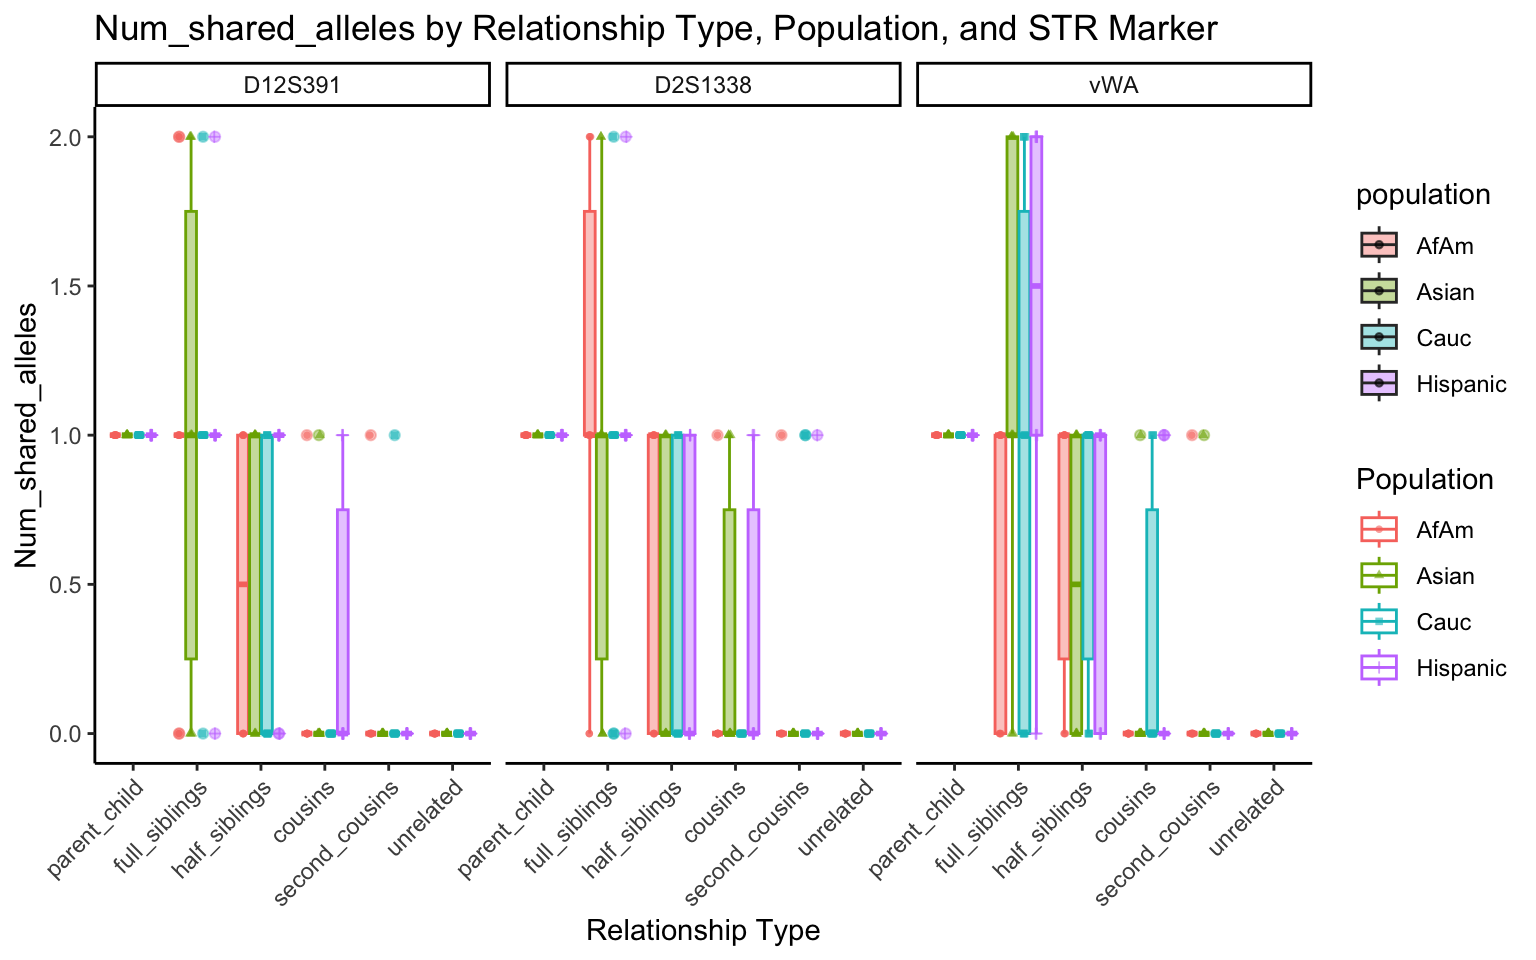 Num_shared_alleles by Relationship Type, Population, and STR Marker
D12S391
D2S1338
vWA
Num_shared_alleles
2.0
1.5
1.0
0.5
0.0
parent_child
full_siblings
half_siblings
cousins
second_cousins
unrelated
parent_child
full_siblings
half_siblings
cousins
second_cousins
unrelated
parent_child
full_siblings
half_siblings
cousins
second_cousins
unrelated
Relationship Type
population
AfAm
Asian
Cauc
Hispanic
Population
AfAm
Asian
Cauc
Hispanic